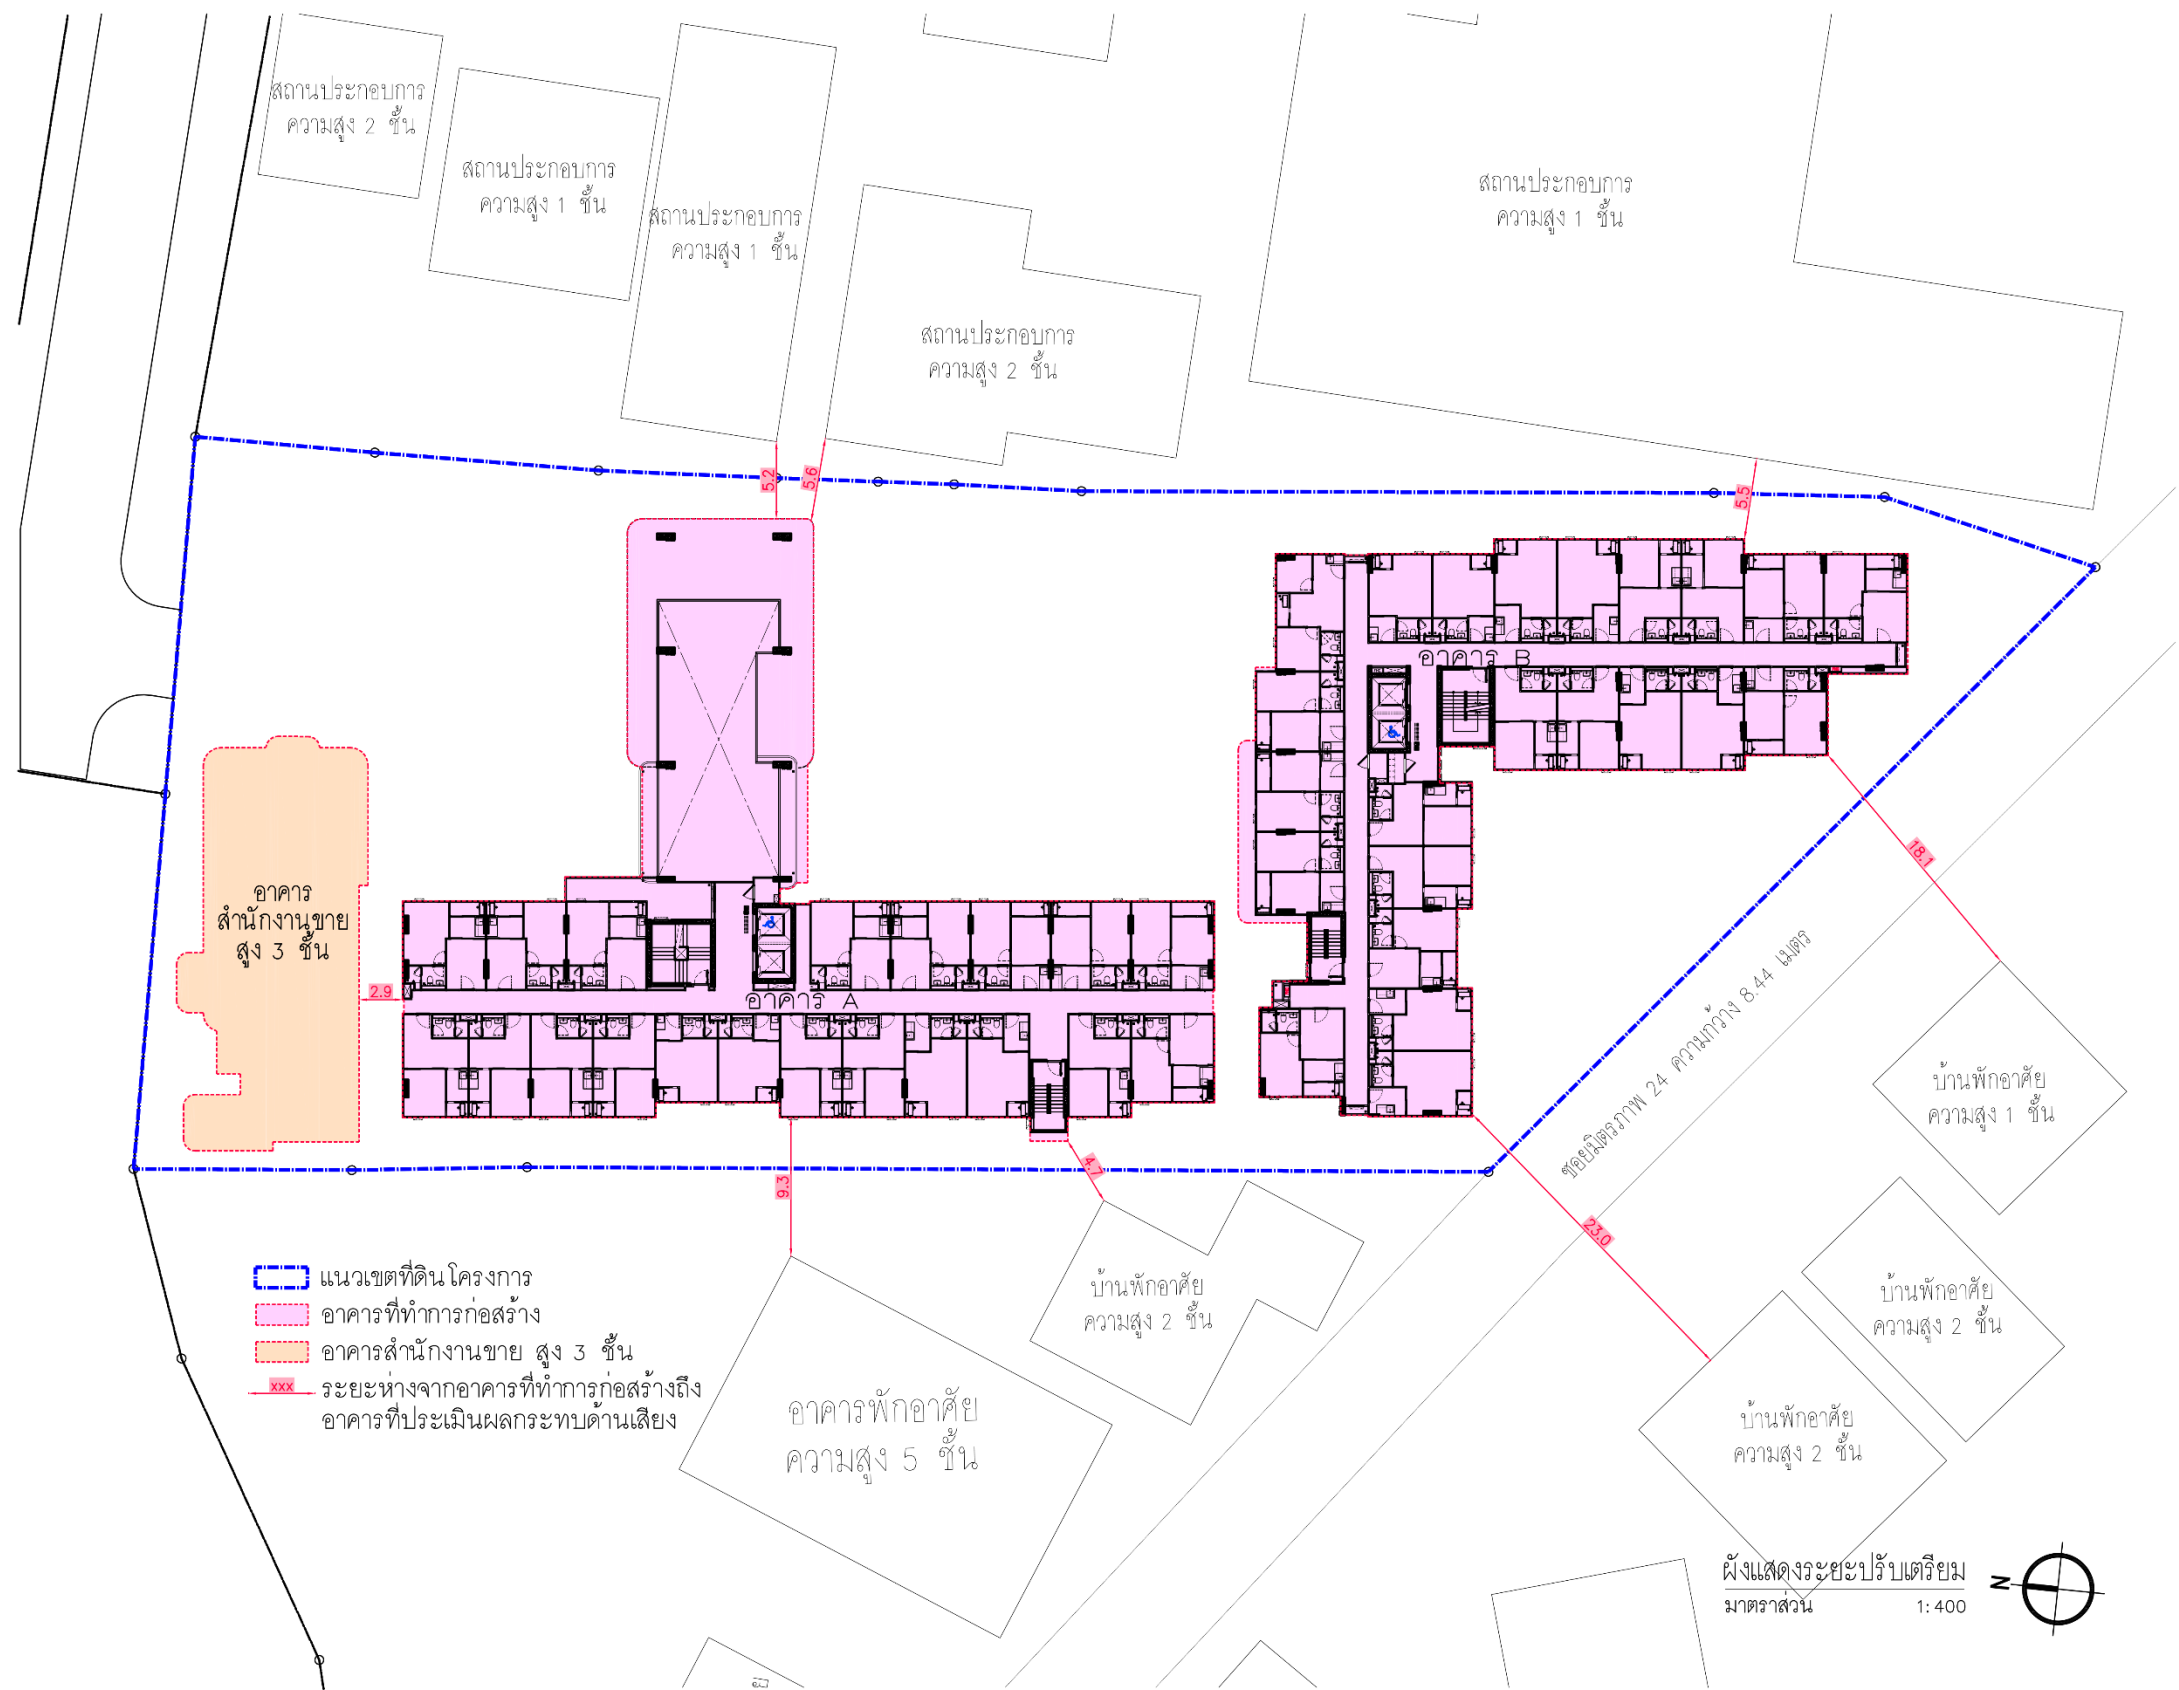 สถานประกอบการ
ความสูง 2 ชั้น
สถานประกอบการ
ความสูง 1 ชั้น
สถานประกอบการ
ความสูง 1 ชั้น
สถานประกอบการ
ความสูง 1 ชั้น
สถานประกอบการ
ความสูง 2 ชั้น
5.2
5.6
5.5
อาคาร B
18.1
อาคาร
สำนักงานขาย
สูง 3 ชั้น
2.9
อาคาร A
ซอยมิตรภาพ 24 ความกว้าง 8.44 เมตร
บ้านพักอาศัย
ความสูง 1 ชั้น
9.3
4.7
23.0
แนวเขตที่ดินโครงการ
อาคารที่ทำการก่อสร้าง
อาคารสำนักงานขาย สูง 3 ชั้น
xxx ระยะห่างจากอาคารที่ทำการก่อสร้างถึง
อาคารที่ประเมินผลกระทบด้านเสียง
บ้านพักอาศัย
ความสูง 2 ชั้น
บ้านพักอาศัย
ความสูง 2 ชั้น
อาคารพักอาศัย
ความสูง 5 ชั้น
บ้านพักอาศัย
ความสูง 2 ชั้น
ผังแสดงระยะปรับเตรียม
มาตราส่วน 1:400
N